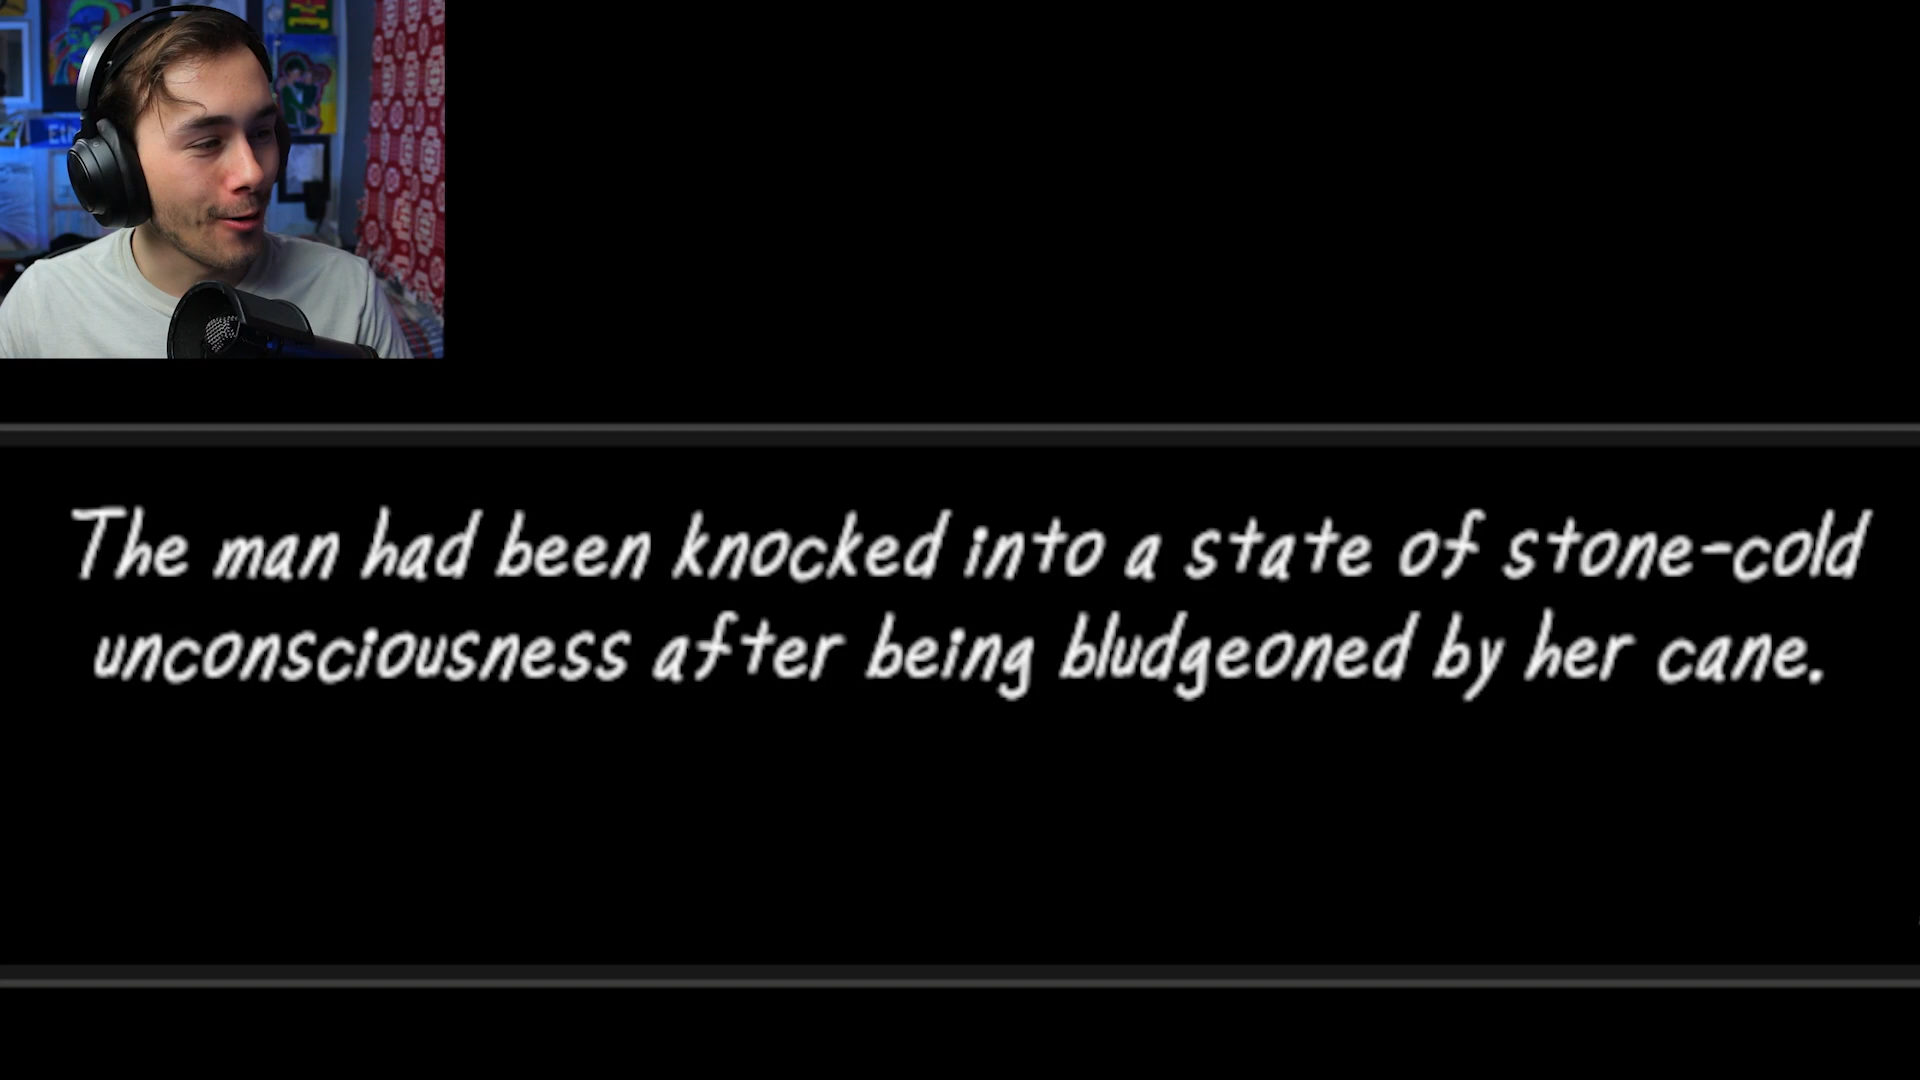 The man had been knocked into a state of stone-cold
unconsciousness after being bludgeoned by her cane.